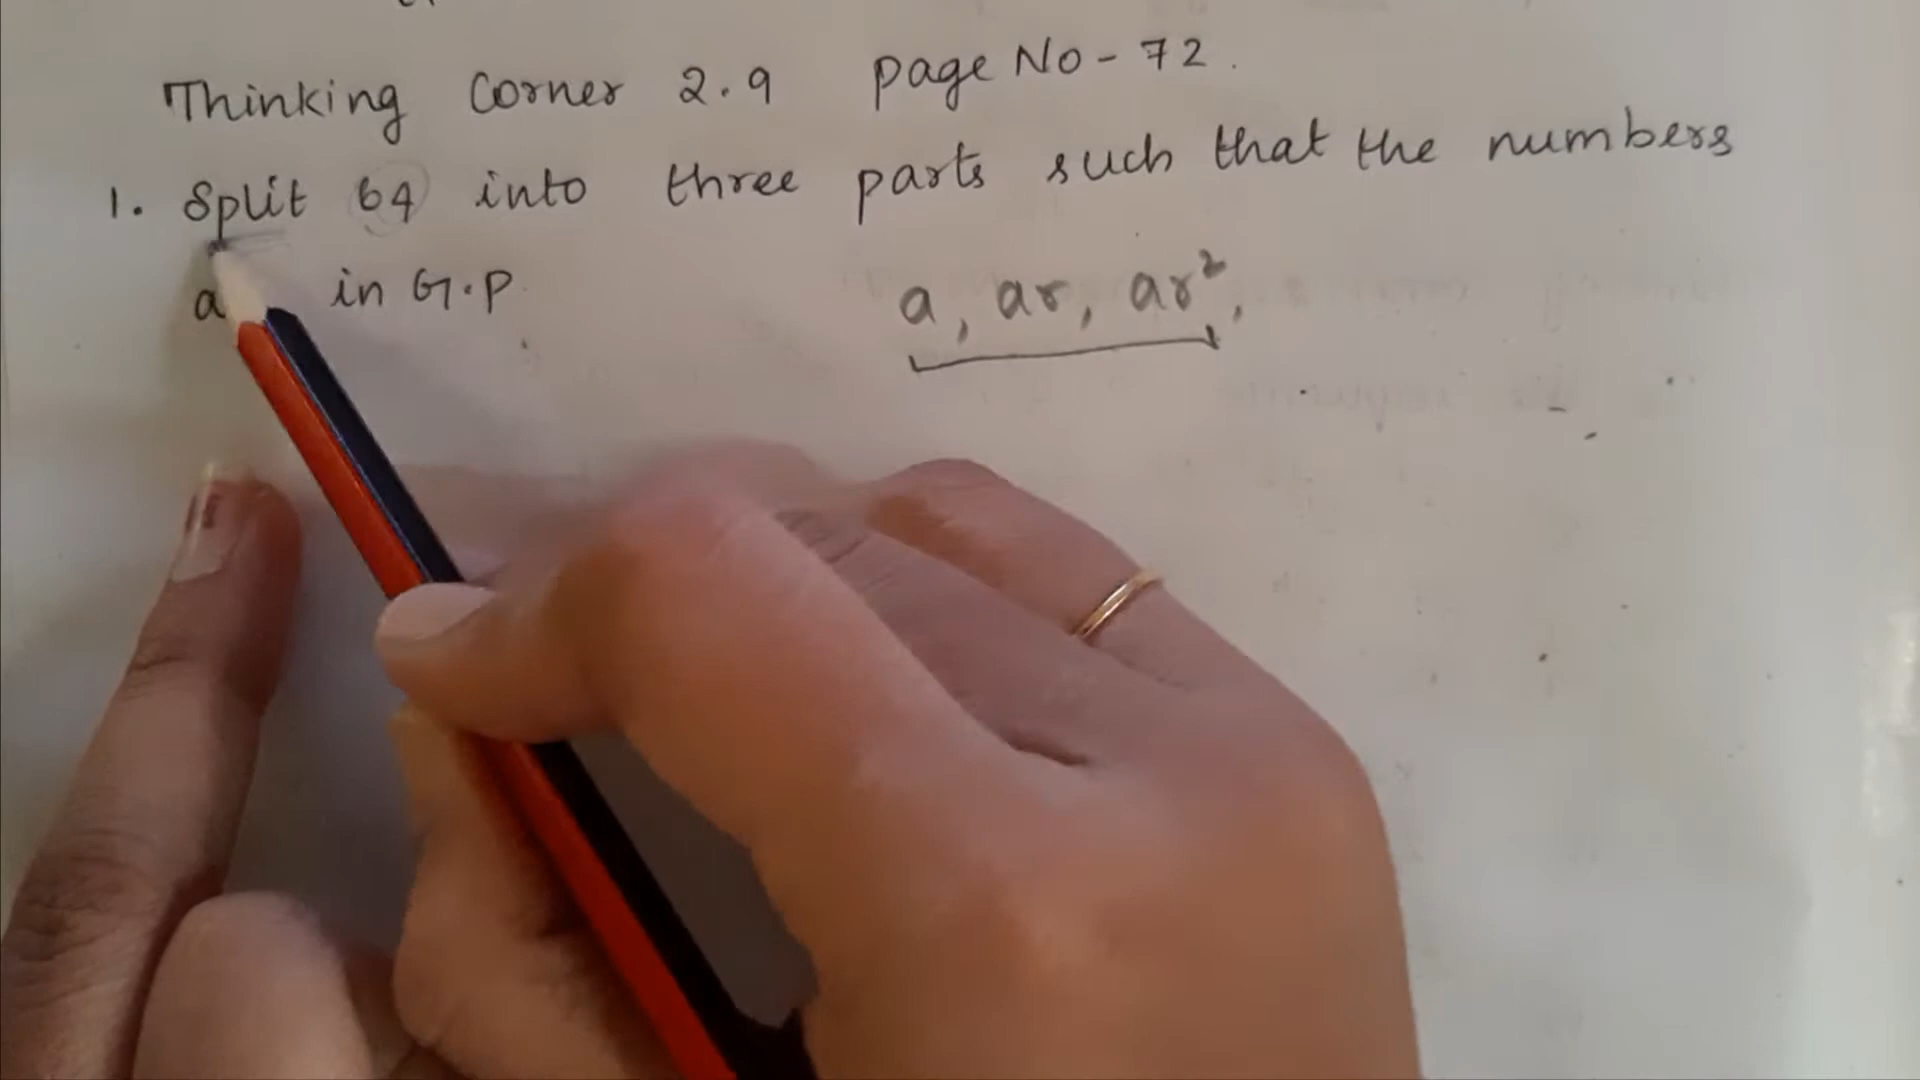 Thinking Corner 2.9 page No - 72.
1. Split 64 into three parts such that the numbers
in G.P
a, ar, ar²,